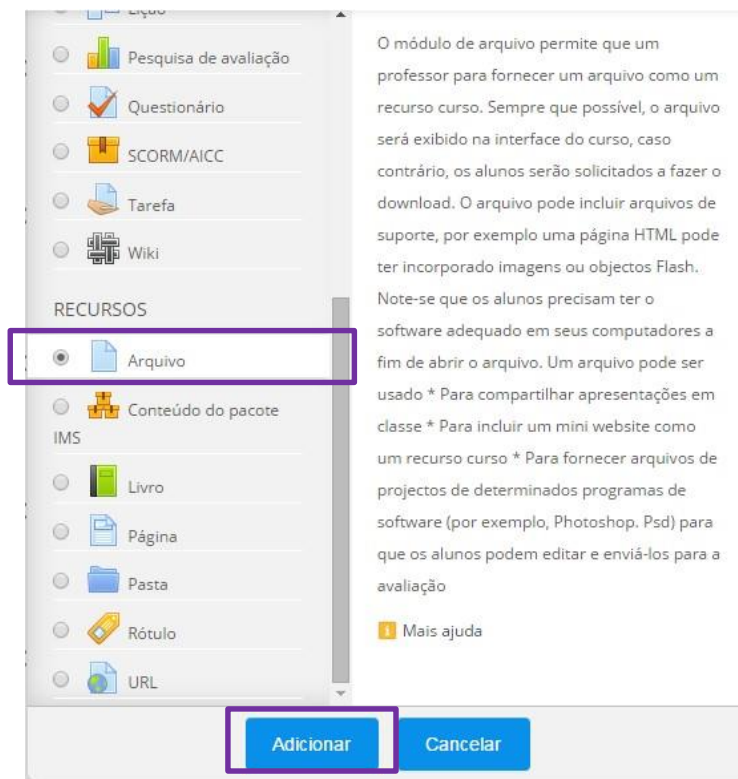 Lição
Pesquisa de avaliação
Questionário
SCORM/AICC
Tarefa
Wiki
RECURSOS
Arquivo
Conteúdo do pacote
IMS
Livro
Página
Pasta
Rótulo
URL
O módulo de arquivo permite que um
professor para fornecer um arquivo como um
recurso curso. Sempre que possível, o arquivo
será exibido na interface do curso, caso
contrário, os alunos serão solicitados a fazer o
download. O arquivo pode incluir arquivos de
suporte, por exemplo uma página HTML pode
ter incorporado imagens ou objectos Flash.
Note-se que os alunos precisam ter o
software adequado em seus computadores a
fim de abrir o arquivo. Um arquivo pode ser
usado * Para compartilhar apresentações em
classe * Para incluir um mini website como
um recurso curso * Para fornecer arquivos de
projectos de determinados programas de
software (por exemplo, Photoshop. Psd) para
que os alunos podem editar e enviá-los para a
avaliação
Mais ajuda
Adicionar
Cancelar